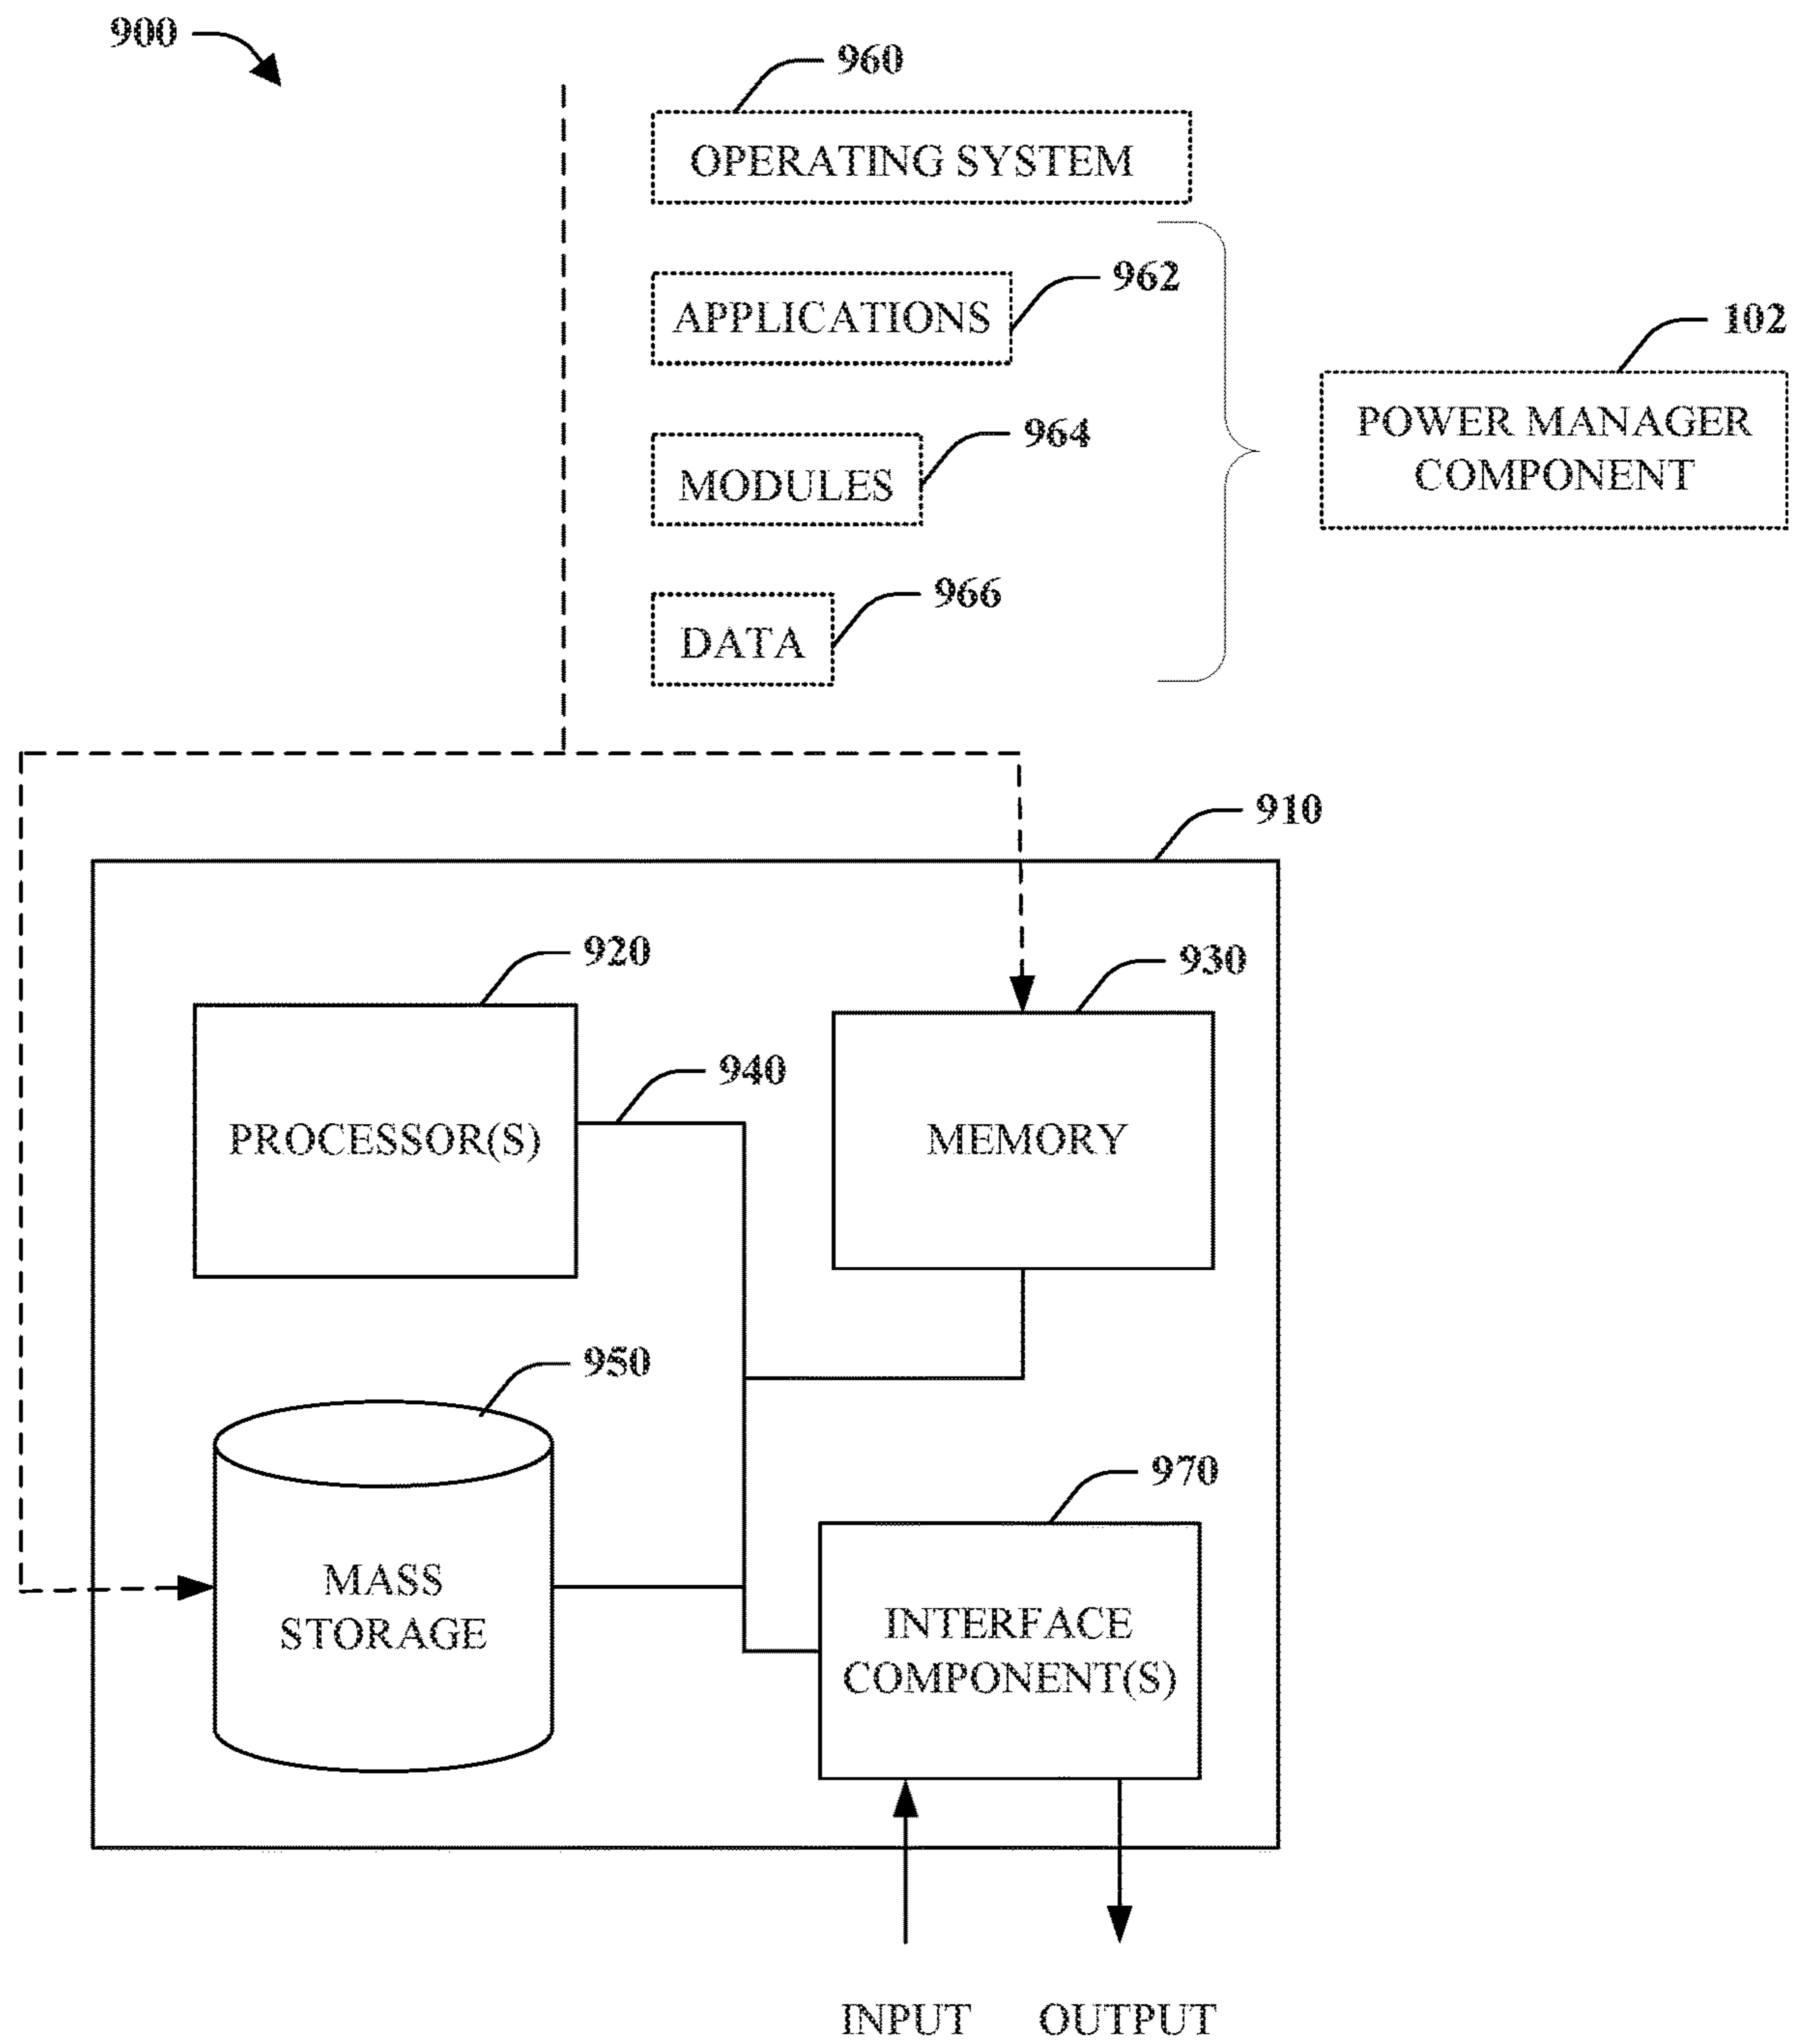 900
960
OPERATING SYSTEM
962
APPLICATIONS
102
POWER MANAGER
COMPONENT
964
MODULES
966
DATA
910
920
930
940
PROCESSOR(S)
MEMORY
950
970
MASS
STORAGE
INTERFACE
COMPONENT(S)
INPUT
OUTPUT